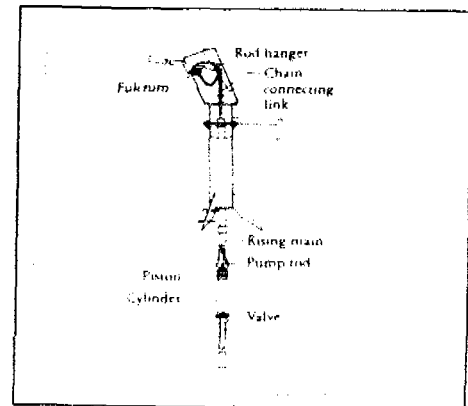 Rod hanger
Chain
connecting
link
Fulcrum
Rising main
Pump rod
Piston
Cylinder
Valve